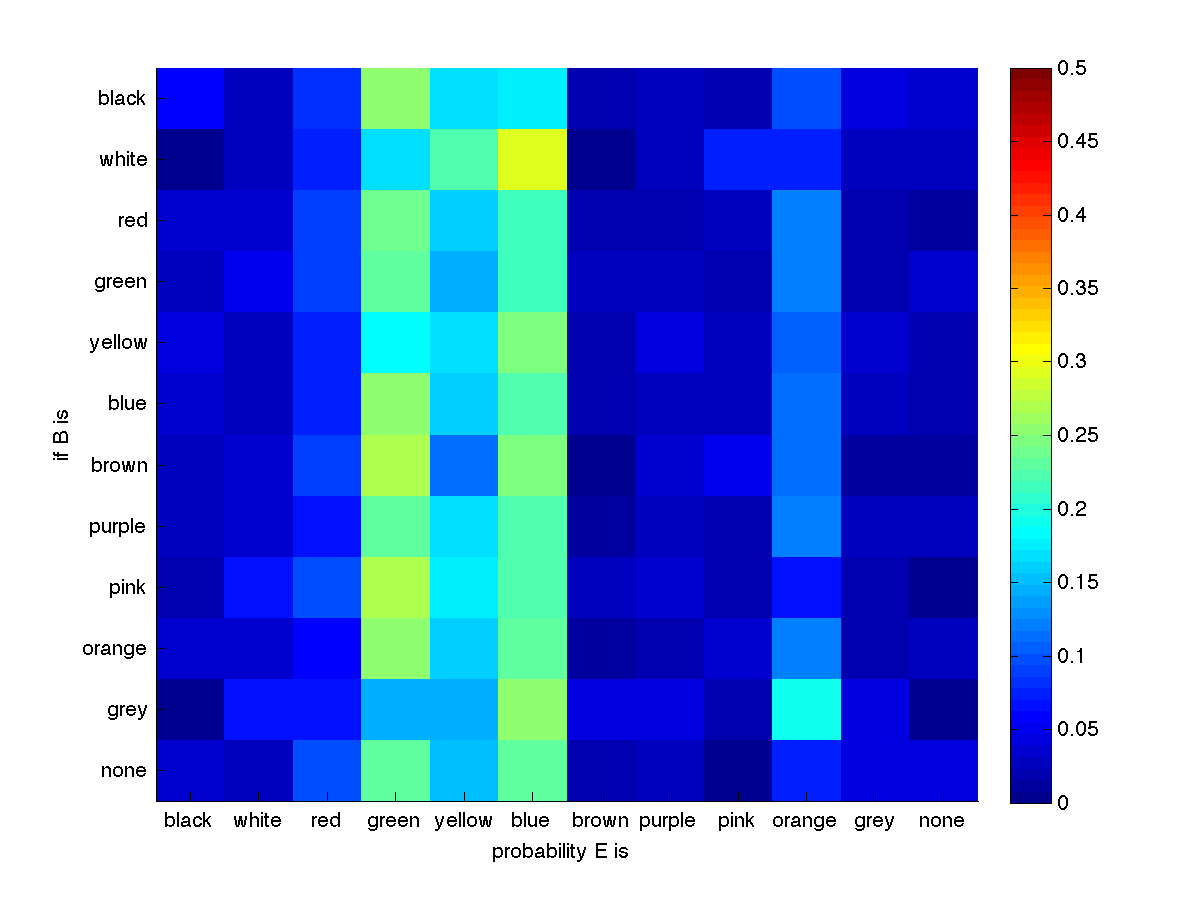 black
white
red
green
yellow
blue
brown
purple
pink
orange
grey
none
if B is
black white red green yellow blue brown purple pink orange grey none
probability E is
0.5
0.45
0.4
0.35
0.3
0.25
0.2
0.15
0.1
0.05
0